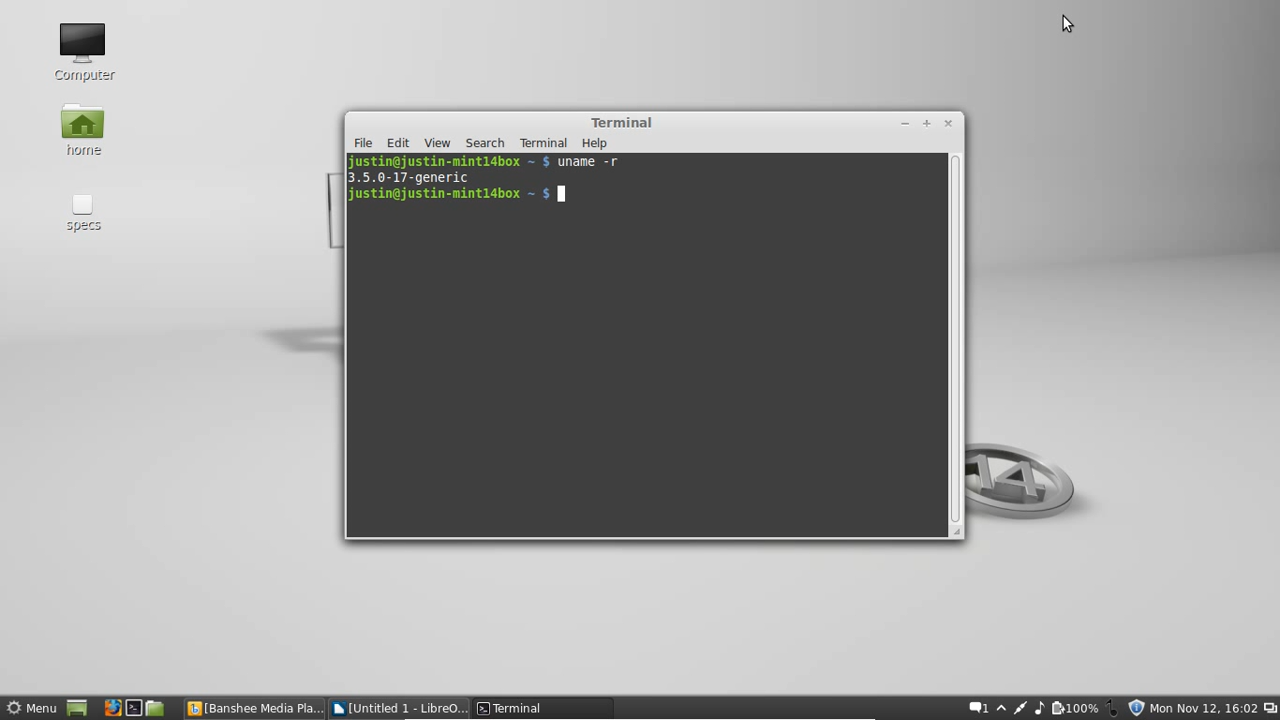 Computer
home
specs
Terminal
File Edit View Search Terminal Help
justin@justin-mint14box ~ $ uname -r
3.5.0-17-generic
justin@justin-mint14box ~ $
14
Menu [Banshee Media Pla... [Untitled 1 - LibreO... Terminal 1 100% Mon Nov 12, 16:02